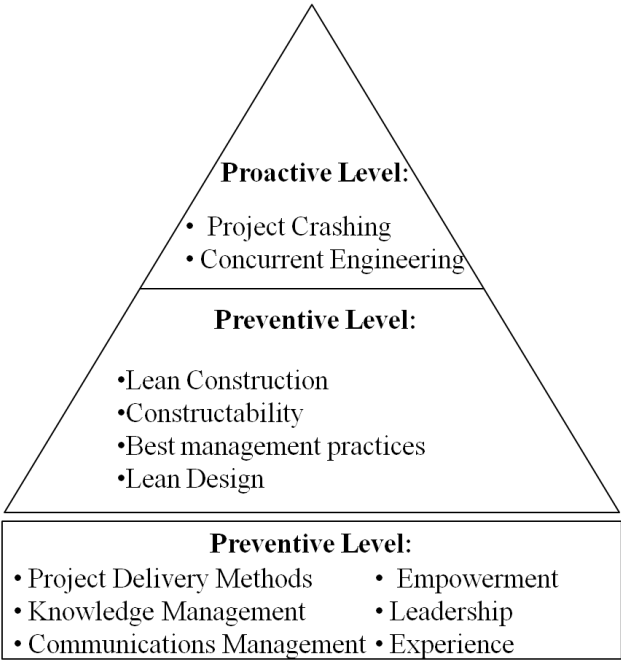 Proactive Level:
• Project Crashing
• Concurrent Engineering
Preventive Level:
•Lean Construction
•Constructability
•Best management practices
•Lean Design
Preventive Level:
• Project Delivery Methods
• Knowledge Management
• Communications Management
• Empowerment
• Leadership
• Experience